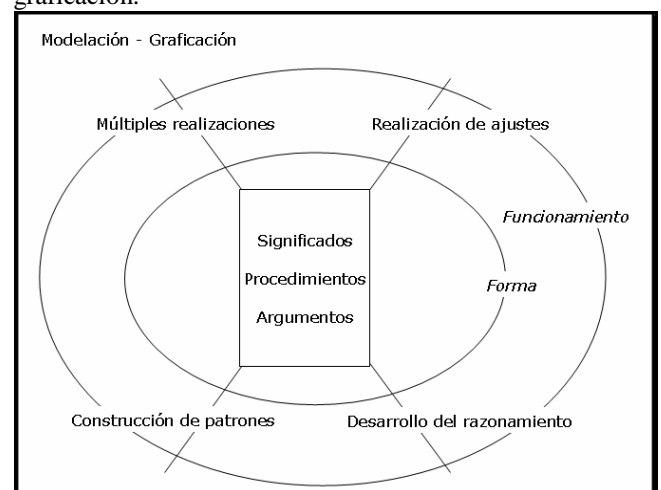 graficación.
Modelación - Graficación
Múltiples realizaciones
Realización de ajustes
Funcionamiento
Significados
Procedimientos
Forma
Argumentos
Construcción de patrones
Desarrollo del razonamiento